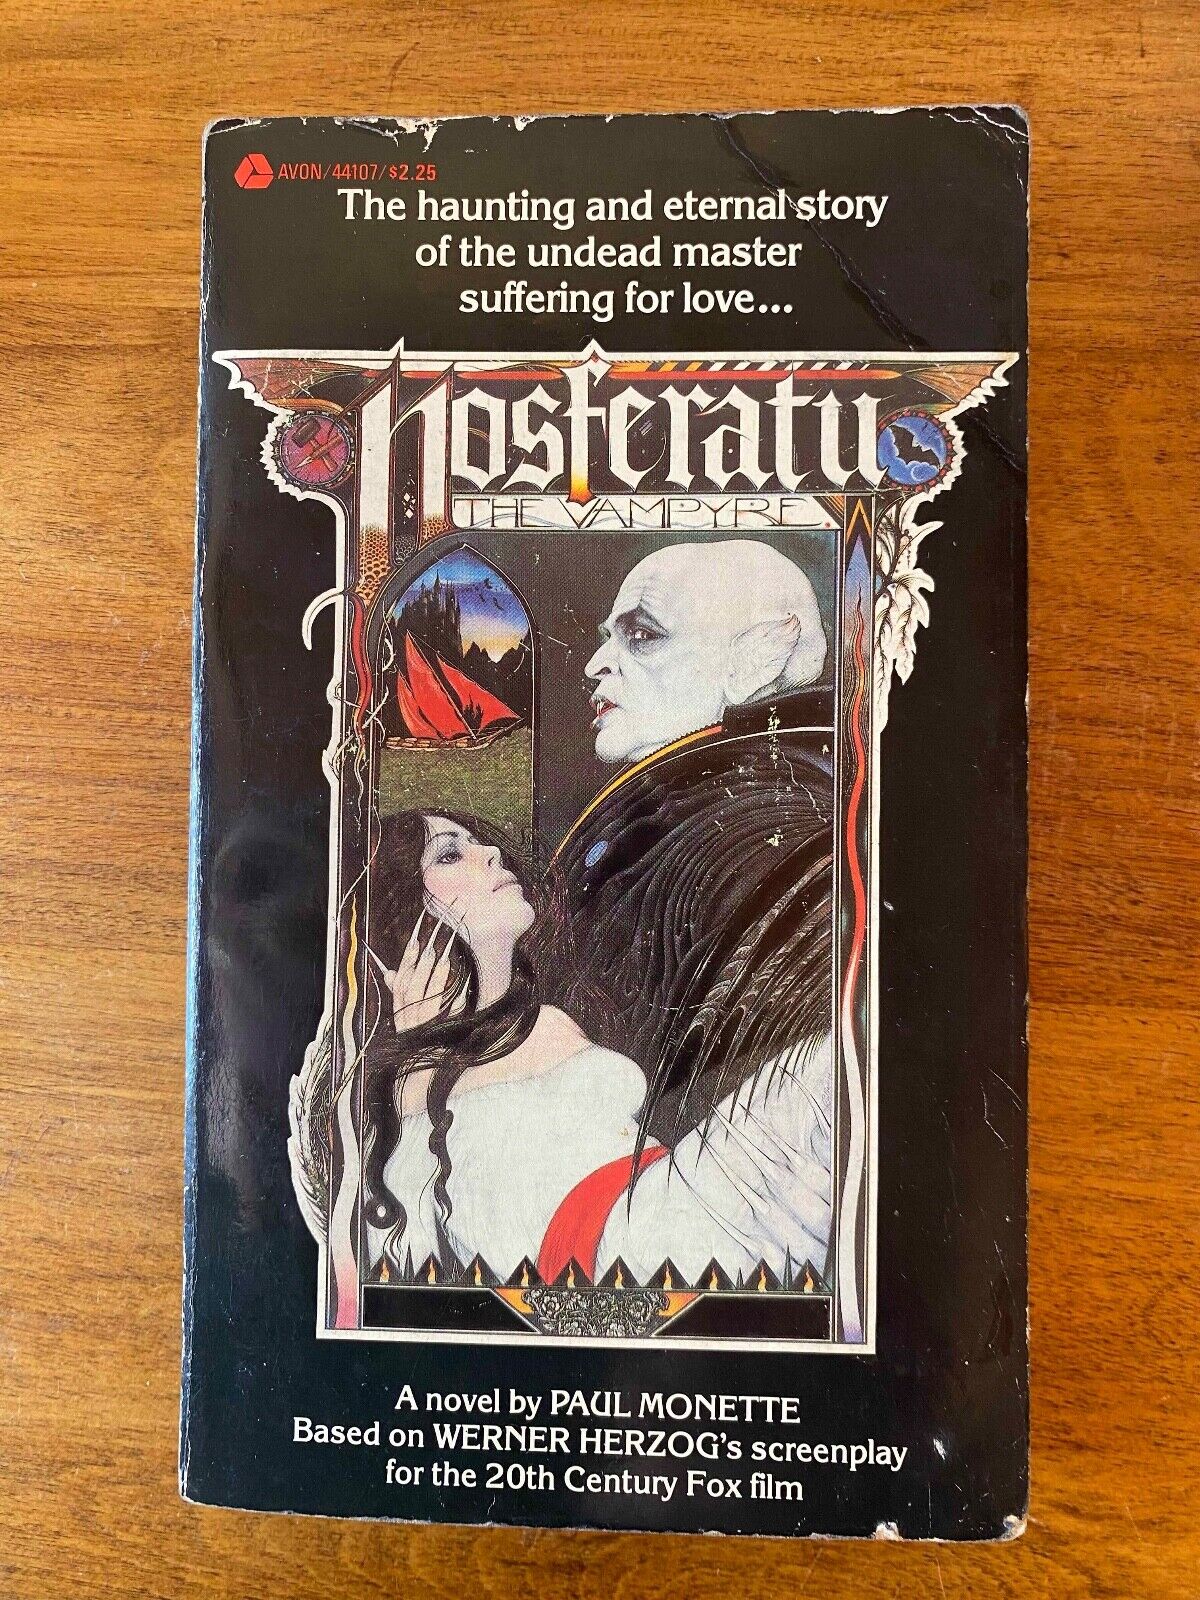 AVON/44107/$2.25
The haunting and eternal story
of the undead master
suffering for love...
Nosferatu
THE VAMPYRE
A novel by PAUL MONETTE
Based on WERNER HERZOG's screenplay
for the 20th Century Fox film